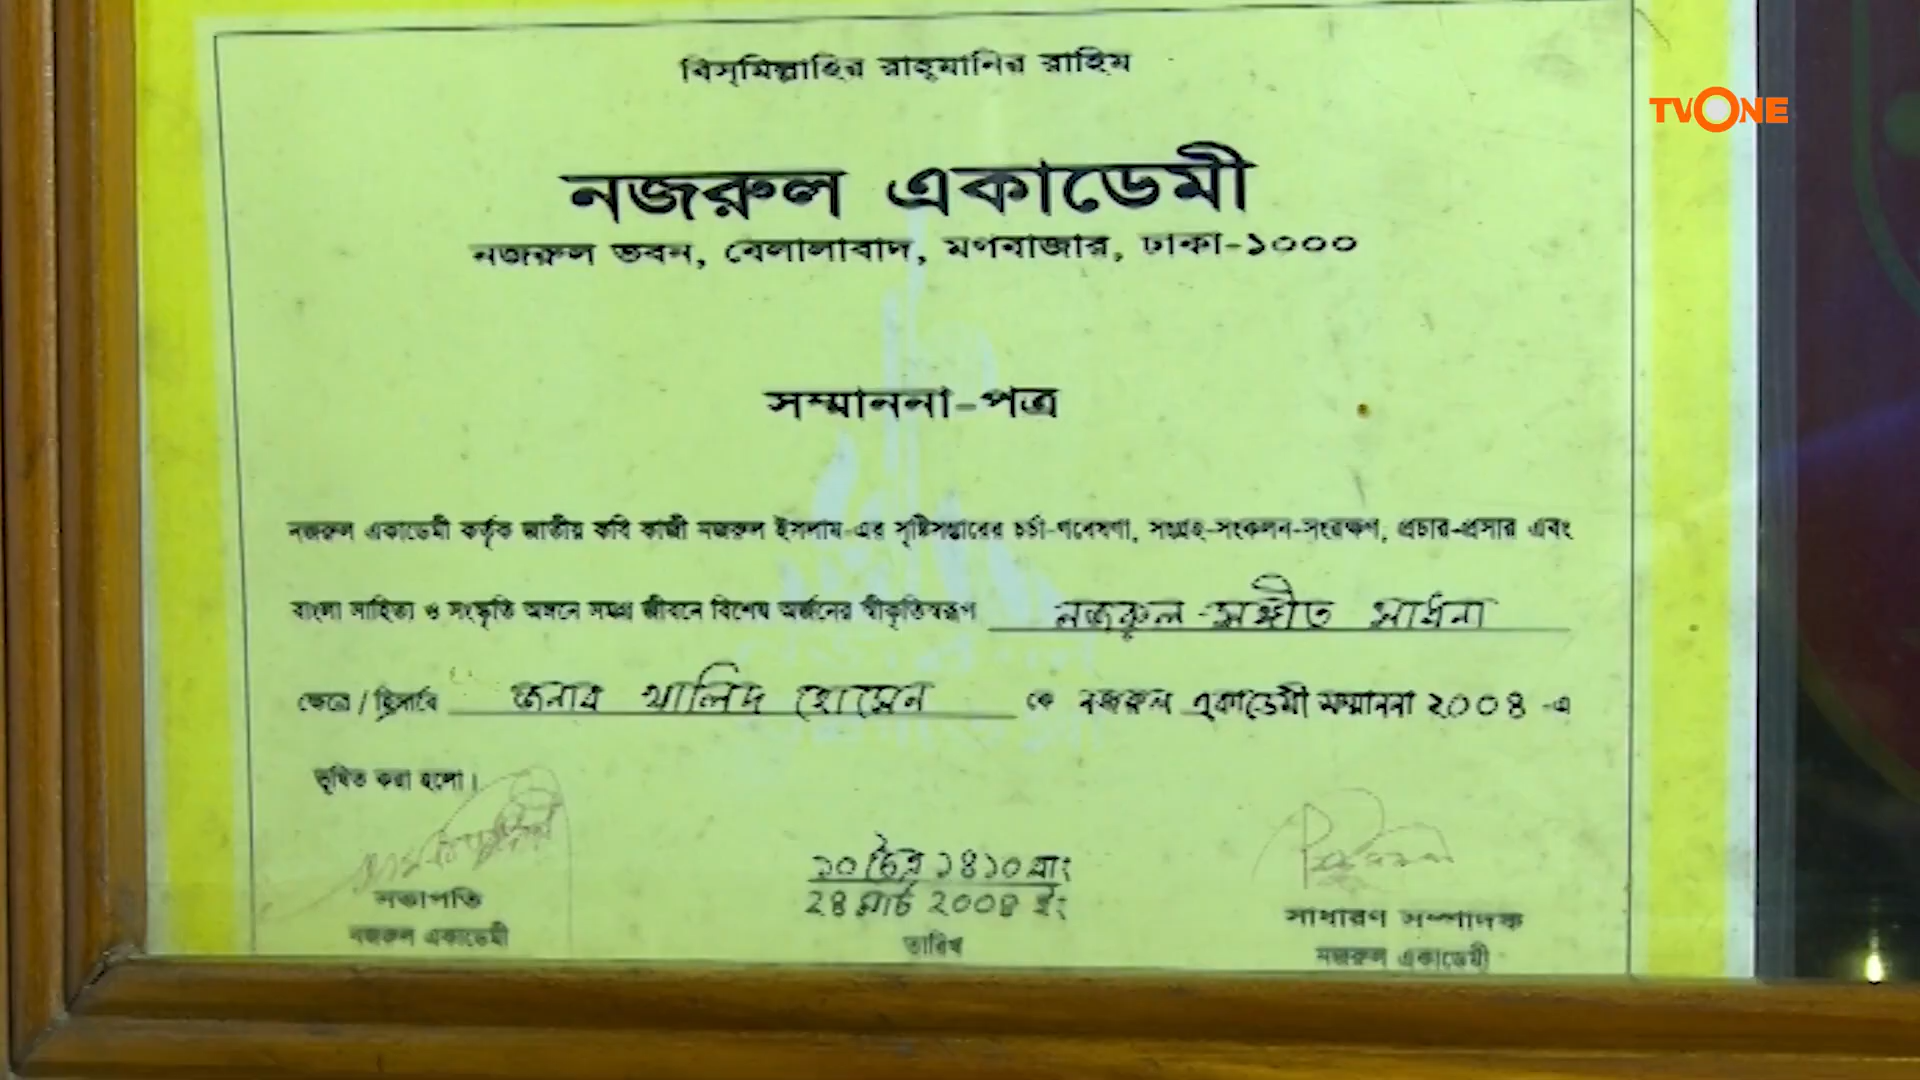 TVONE
বিস্‌মিল্লাহির রাহ্‌মানির রাহিম
নজরুল একাডেমী
নজরুল ভবন, বেলালাবাদ, মগবাজার, ঢাকা-১০০০
সম্মাননা-পত্র
নজরুল একাডেমী কর্তৃক জাতীয় কবি কাজী নজরুল ইসলাম-এর সৃষ্টিসম্ভারের চর্চা-গবেষণা, সংগ্রহ-সংকলন-সংরক্ষণ, প্রচার-প্রসার এবং
বাংলা সাহিত্য ও সংস্কৃতি অঙ্গনে সমগ্র জীবনে বিশেষ অর্জনের স্বীকৃতিস্বরূপ নজরুল-সঙ্গীত সাধনা
ক্ষেত্রে / হিসাবে জনাব খালিদ হোসেন কে নজরুল একাডেমী সম্মাননা ২০০৪ -এ
ভূষিত করা হলো।
১০ চৈত্র ১৪১০ বাং
২৪ মার্চ ২০০৪ ইং
তারিখ
সভাপতি
নজরুল একাডেমী
সাধারণ সম্পাদক
নজরুল একাডেমী